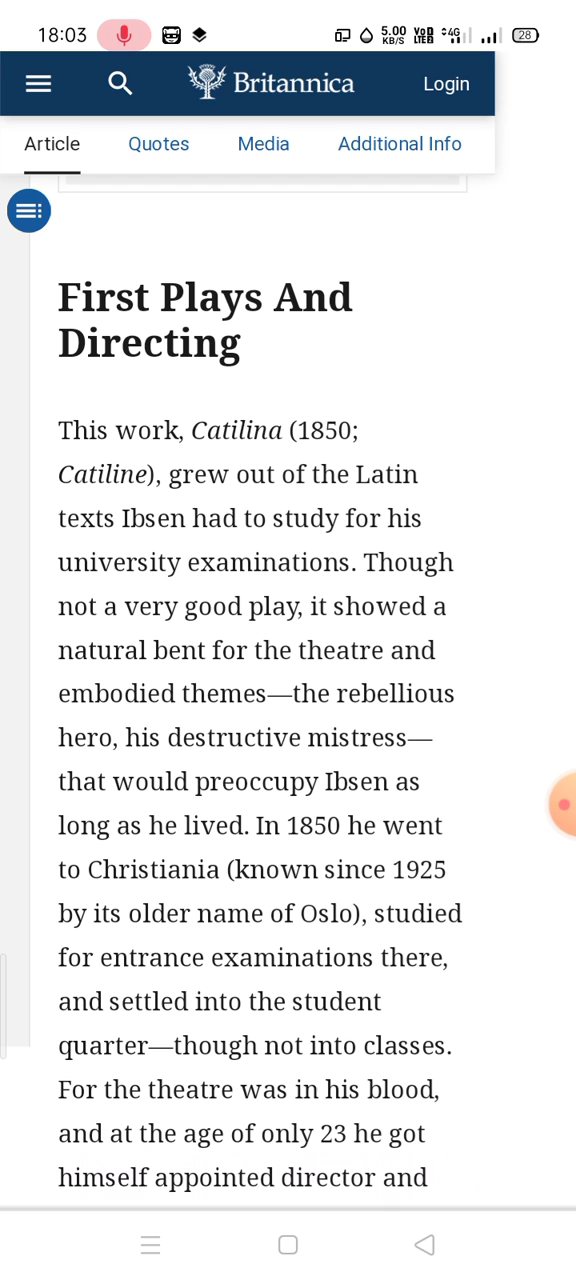 18:03
5.00 KB/S
VoD LTE2
4G
28
Britannica
Login
Article Quotes Media Additional Info
First Plays And
Directing
This work, Catilina (1850;
Catiline), grew out of the Latin
texts Ibsen had to study for his
university examinations. Though
not a very good play, it showed a
natural bent for the theatre and
embodied themes—the rebellious
hero, his destructive mistress—
that would preoccupy Ibsen as
long as he lived. In 1850 he went
to Christiania (known since 1925
by its older name of Oslo), studied
for entrance examinations there,
and settled into the student
quarter—though not into classes.
For the theatre was in his blood,
and at the age of only 23 he got
himself appointed director and